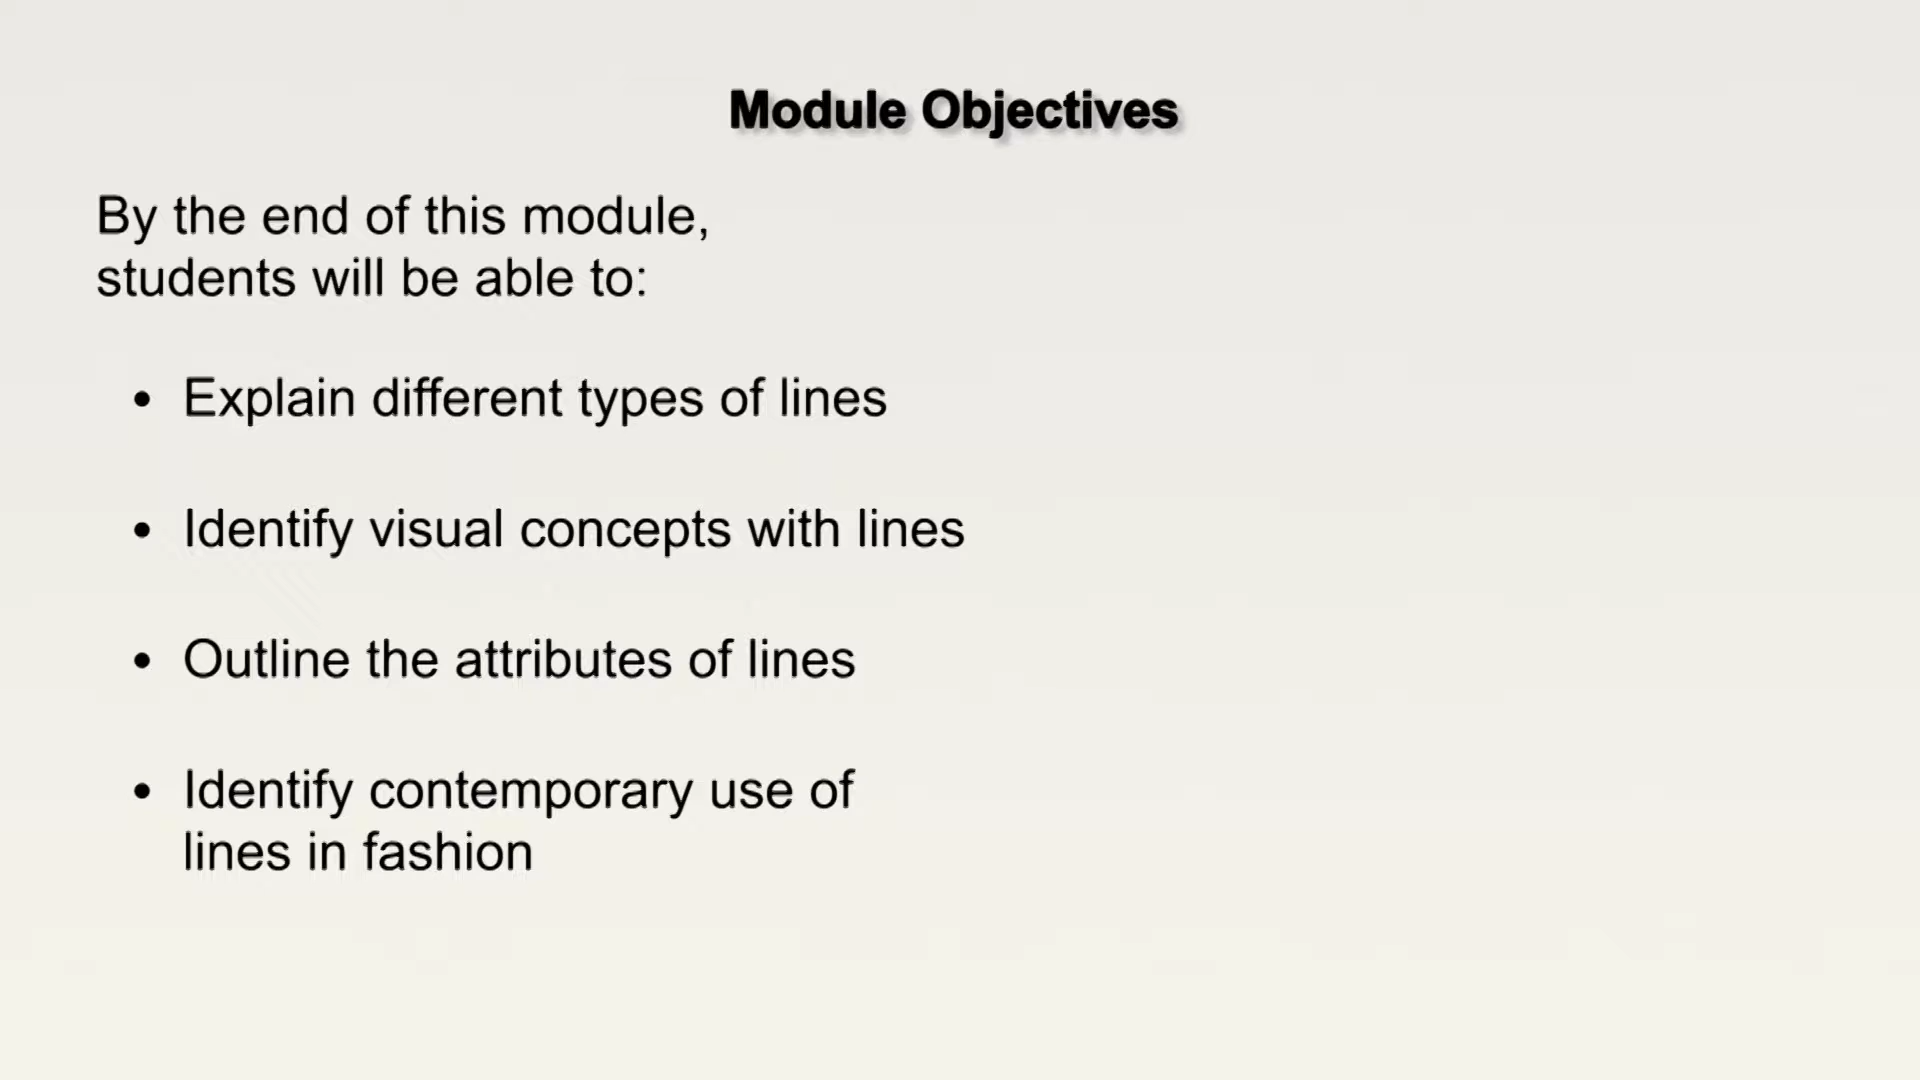 Module Objectives
By the end of this module,
students will be able to:
• Explain different types of lines
• Identify visual concepts with lines
• Outline the attributes of lines
• Identify contemporary use of
lines in fashion